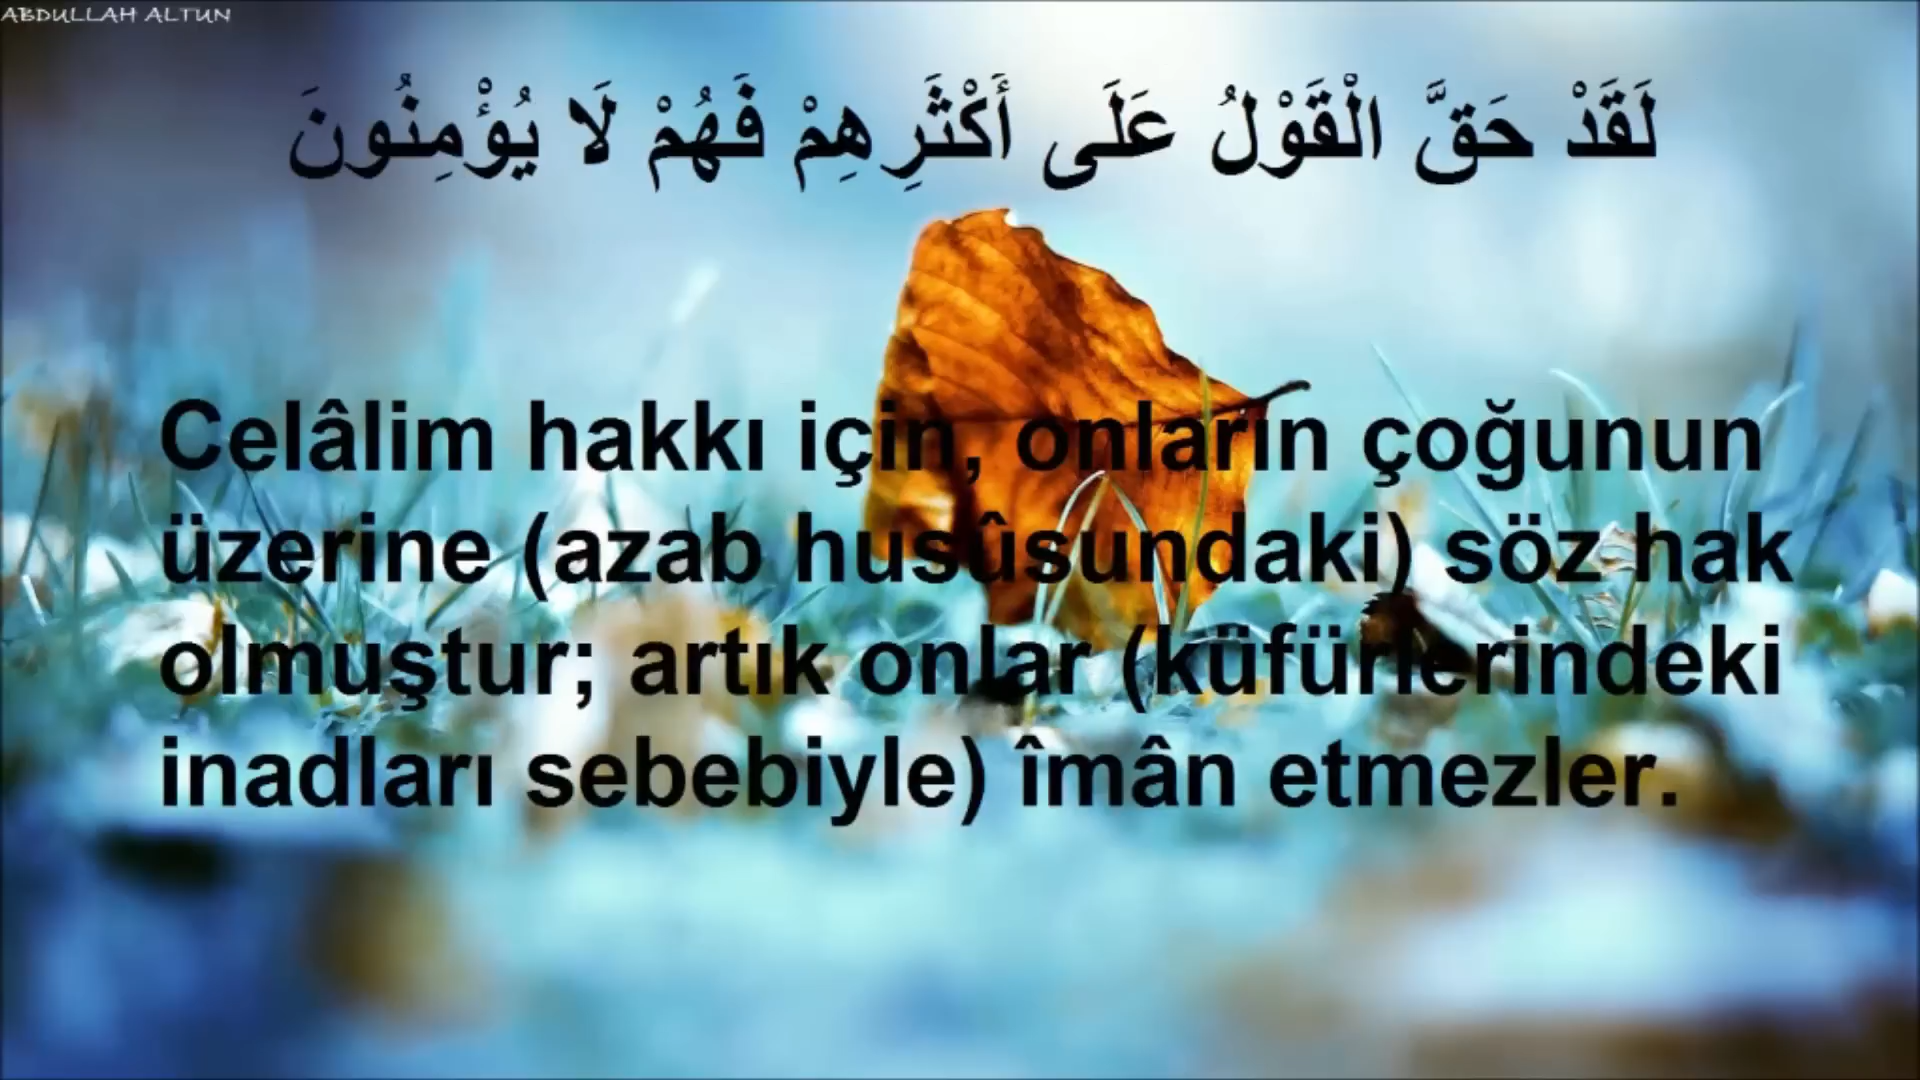 ABDULLAH ALTUN
لَقَدْ حَقَّ الْقَوْلُ عَلَى أَكْثَرِهِمْ فَهُمْ لَا يُؤْمِنُونَ
Celâlim hakkı için, onların çoğunun
üzerine (azab husûsundaki) söz hak
olmuştur; artık onlar (küfürlerindeki
inadları sebebiyle) îmân etmezler.